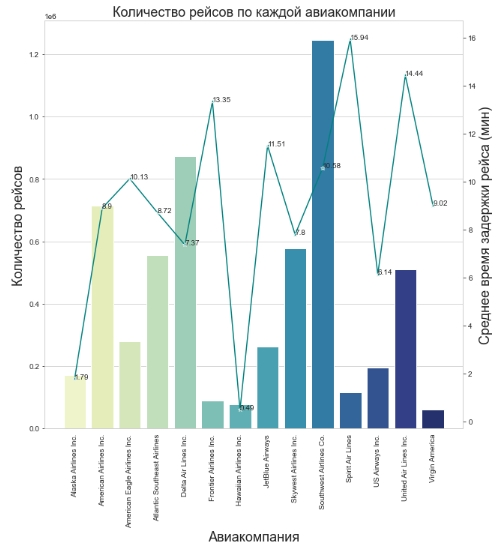 Количество рейсов по каждой авиакомпании
1e6
Количество рейсов
1.2
1.0
0.8
0.6
0.4
0.2
0.0
1.79
8.9
10.13
8.72
7.37
13.35
0.49
11.51
7.8
10.58
15.94
6.14
14.44
9.02
16
14
12
10
8
6
4
2
0
Среднее время задержки рейса (мин)
Alaska Airlines Inc.
American Airlines Inc.
American Eagle Airlines Inc.
Atlantic Southeast Airlines
Delta Air Lines Inc.
Frontier Airlines Inc.
Hawaiian Airlines Inc.
JetBlue Airways
Skywest Airlines Inc.
Southwest Airlines Co.
Spirit Air Lines
US Airways Inc.
United Air Lines Inc.
Virgin America
Авиакомпания